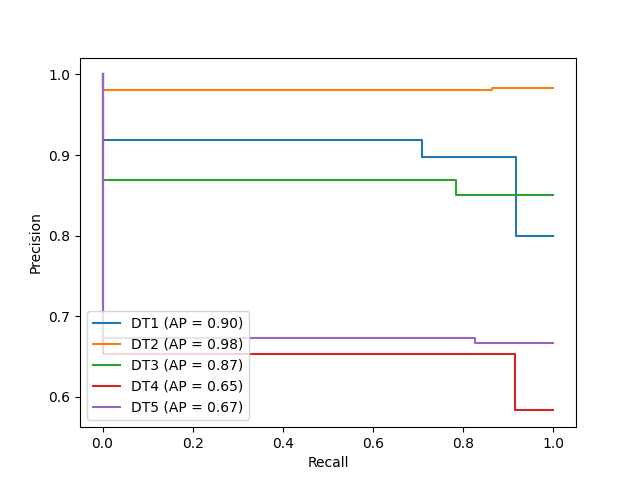 1.0
0.9
0.8
0.7
0.6
Precision
DT1 (AP = 0.90)
DT2 (AP = 0.98)
DT3 (AP = 0.87)
DT4 (AP = 0.65)
DT5 (AP = 0.67)
0.0 0.2 0.4 0.6 0.8 1.0
Recall